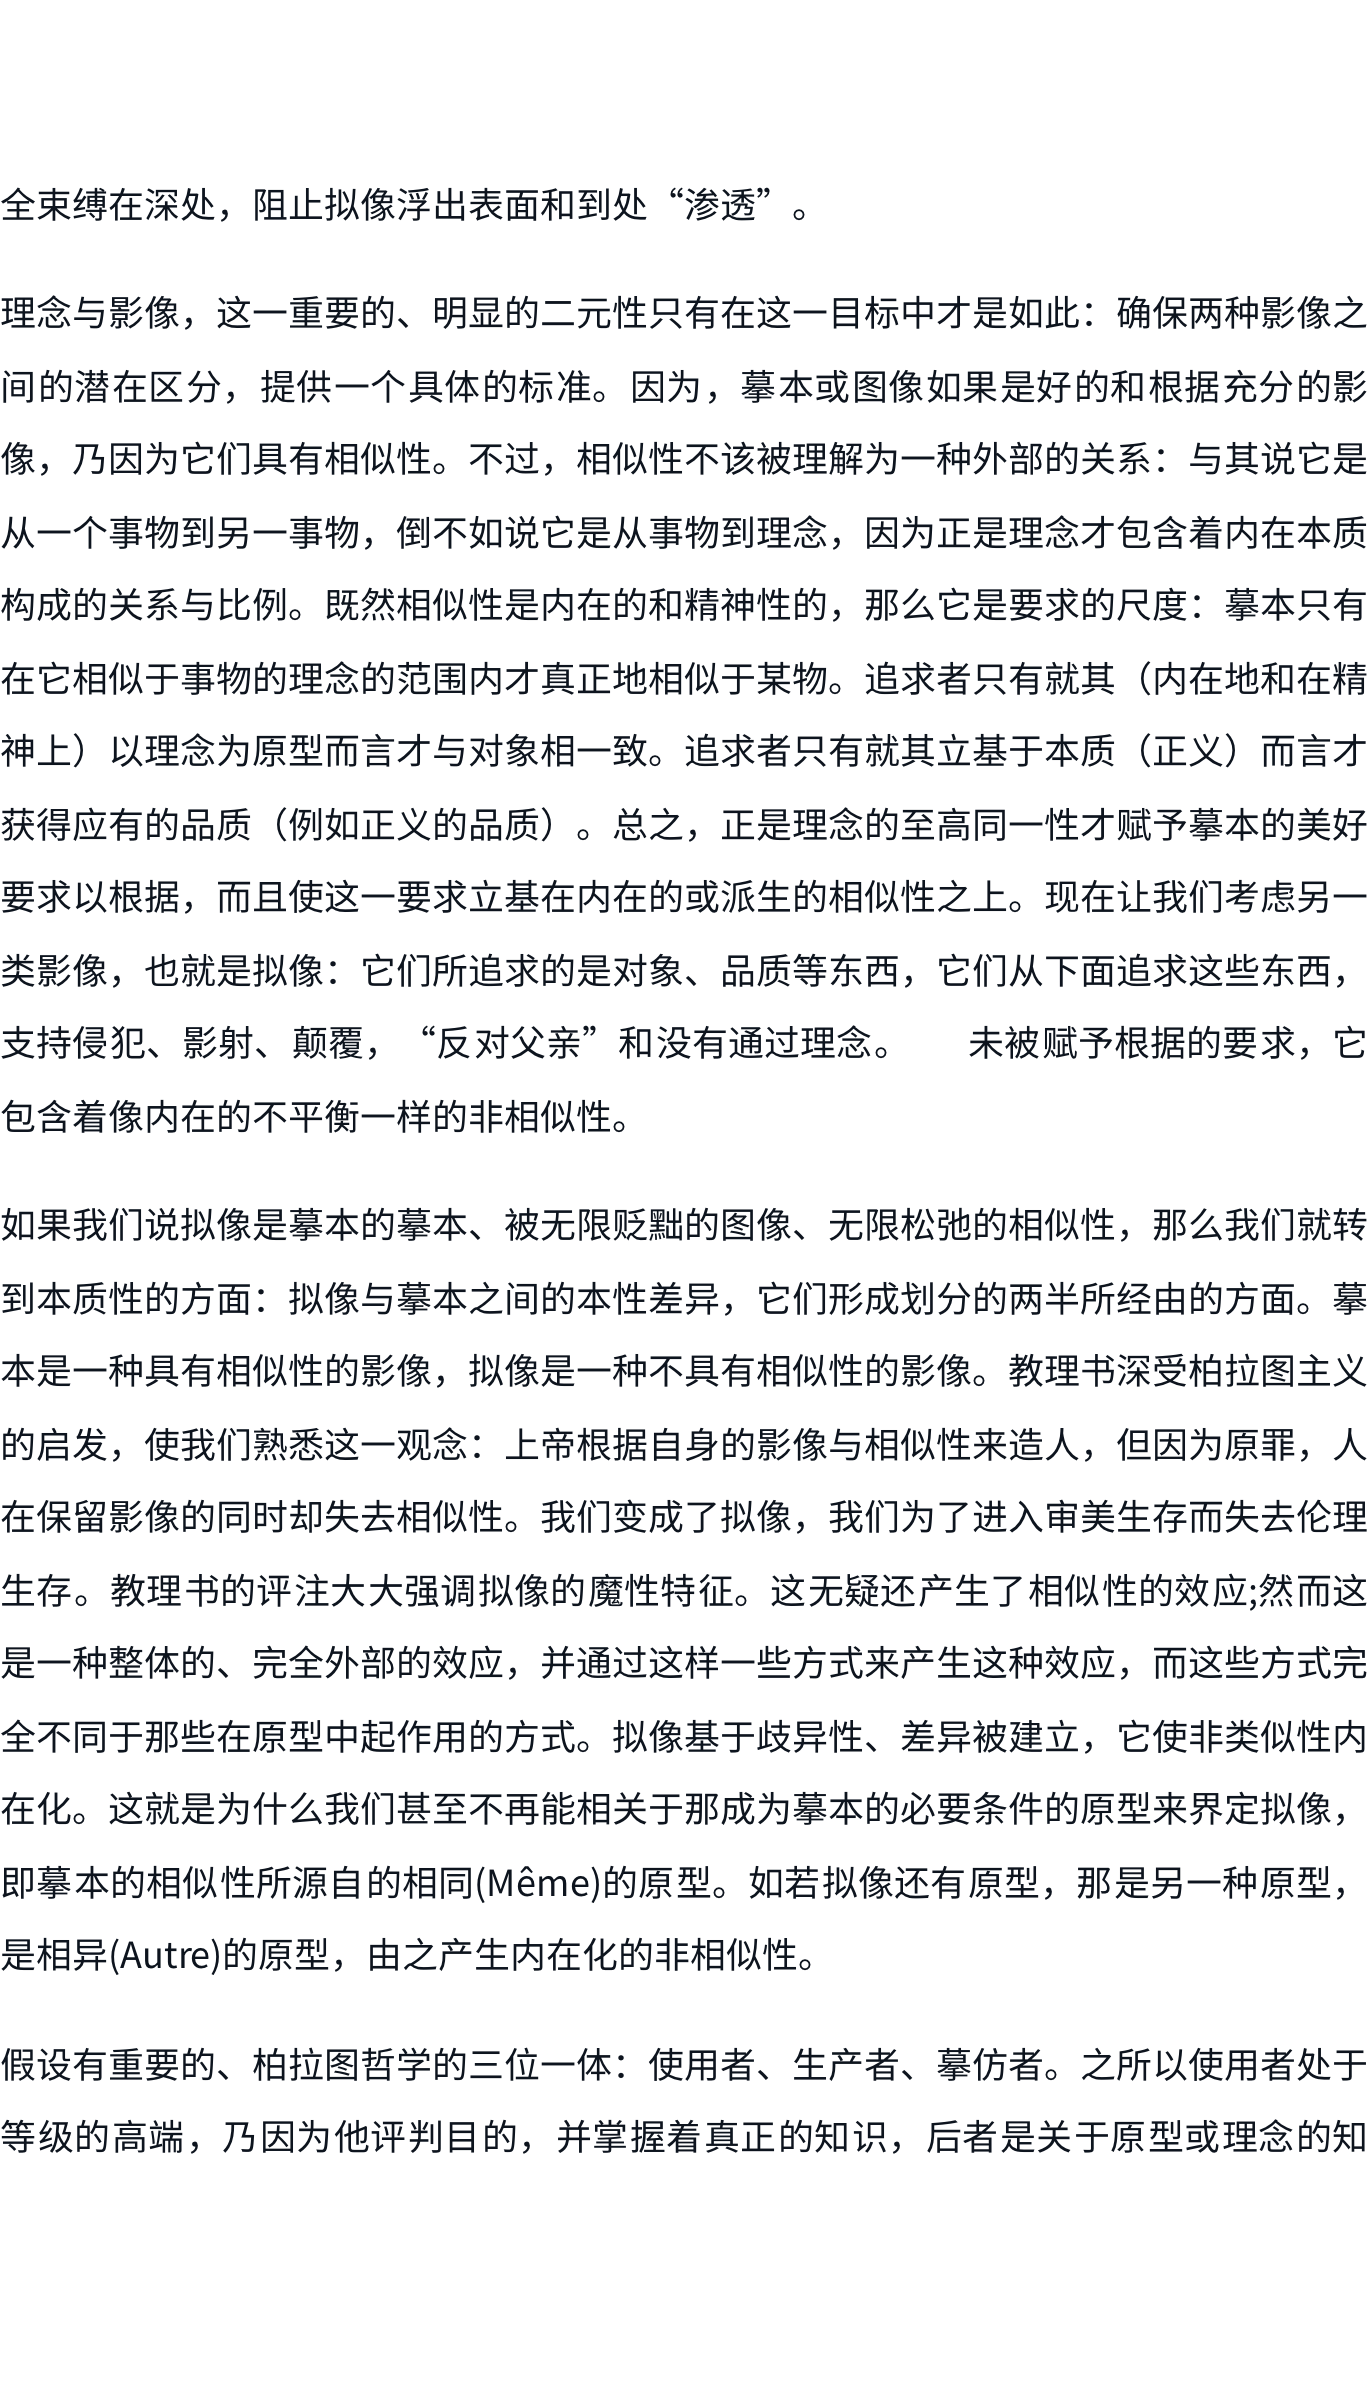 全束缚在深处，阻止拟像浮出表面和到处“渗透”。
理念与影像，这一重要的、明显的二元性只有在这一目标中才是如此：确保两种影像之
间的潜在区分，提供一个具体的标准。因为，摹本或图像如果是好的和根据充分的影
像，乃因为它们具有相似性。不过，相似性不该被理解为一种外部的关系：与其说它是
从一个事物到另一事物，倒不如说它是从事物到理念，因为正是理念才包含着内在本质
构成的关系与比例。既然相似性是内在的和精神性的，那么它是要求的尺度：摹本只有
在它相似于事物的理念的范围内才真正地相似于某物。追求者只有就其（内在地和在精
神上）以理念为原型而言才与对象相一致。追求者只有就其立基于本质（正义）而言才
获得应有的品质（例如正义的品质）。总之，正是理念的至高同一性才赋予摹本的美好
要求以根据，而且使这一要求立基在内在的或派生的相似性之上。现在让我们考虑另一
类影像，也就是拟像：它们所追求的是对象、品质等东西，它们从下面追求这些东西，
支持侵犯、影射、颠覆，“反对父亲”和没有通过理念。　　未被赋予根据的要求，它
包含着像内在的不平衡一样的非相似性。
如果我们说拟像是摹本的摹本、被无限贬黜的图像、无限松弛的相似性，那么我们就转
到本质性的方面：拟像与摹本之间的本性差异，它们形成划分的两半所经由的方面。摹
本是一种具有相似性的影像，拟像是一种不具有相似性的影像。教理书深受柏拉图主义
的启发，使我们熟悉这一观念：上帝根据自身的影像与相似性来造人，但因为原罪，人
在保留影像的同时却失去相似性。我们变成了拟像，我们为了进入审美生存而失去伦理
生存。教理书的评注大大强调拟像的魔性特征。这无疑还产生了相似性的效应;然而这
是一种整体的、完全外部的效应，并通过这样一些方式来产生这种效应，而这些方式完
全不同于那些在原型中起作用的方式。拟像基于歧异性、差异被建立，它使非类似性内
在化。这就是为什么我们甚至不再能相关于那成为摹本的必要条件的原型来界定拟像，
即摹本的相似性所源自的相同(Même)的原型。如若拟像还有原型，那是另一种原型，
是相异(Autre)的原型，由之产生内在化的非相似性。
假设有重要的、柏拉图哲学的三位一体：使用者、生产者、摹仿者。之所以使用者处于
等级的高端，乃因为他评判目的，并掌握着真正的知识，后者是关于原型或理念的知